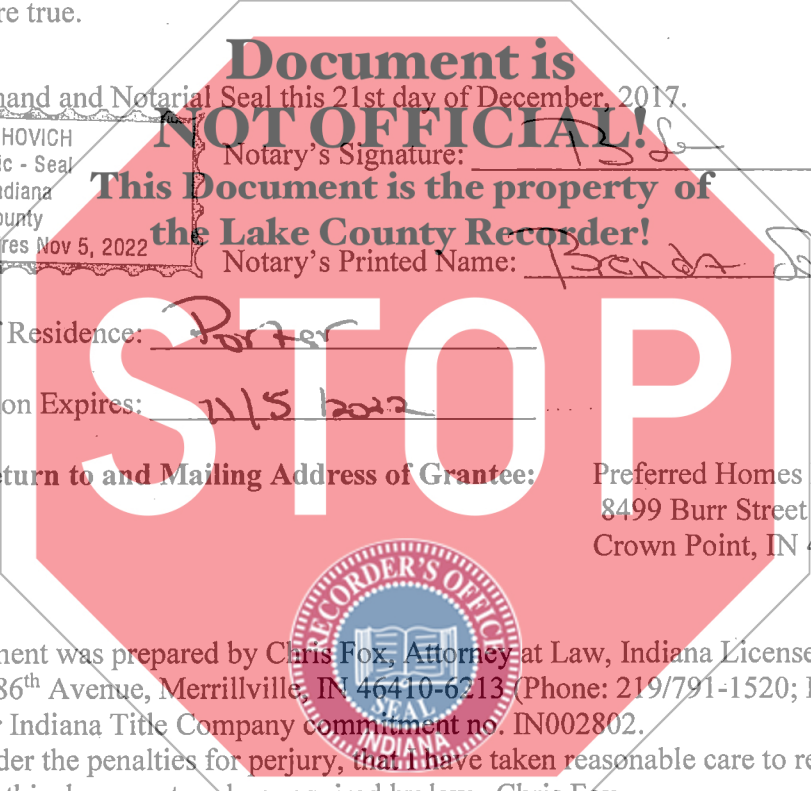 re true.
Document is
hand and Notarial Seal this 21st day of December, 2017.
NOT OFFICIAL!
HOVICH
ic - Seal
ndiana
ounty
res Nov 5, 2022
Notary's Signature:
This Document is the property of
the Lake County Recorder!
Notary's Printed Name: Brenda
Residence: Porter
on Expires: 11/5/2022
STOP
eturn to and Mailing Address of Grantee: Preferred Homes
8499 Burr Street
Crown Point, IN 4
RECORDER'S OFFICE
SEAL
INDIANA
ment was prepared by Chris Fox, Attorney at Law, Indiana License
86th Avenue, Merrillville, IN 46410-6213 (Phone: 219/791-1520;
r Indiana Title Company commitment no. IN002802.
der the penalties for perjury, that I have taken reasonable care to re